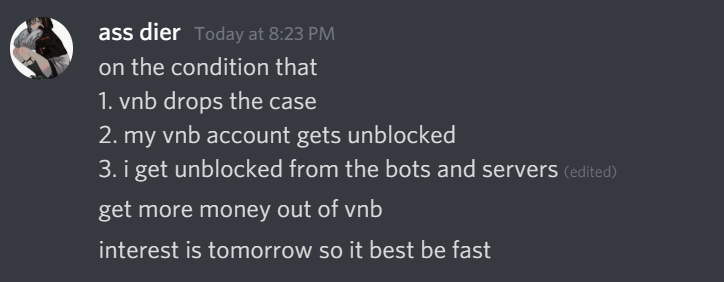 ass dier Today at 8:23 PM
on the condition that
1. vnb drops the case
2. my vnb account gets unblocked
3. i get unblocked from the bots and servers (edited)
get more money out of vnb
interest is tomorrow so it best be fast